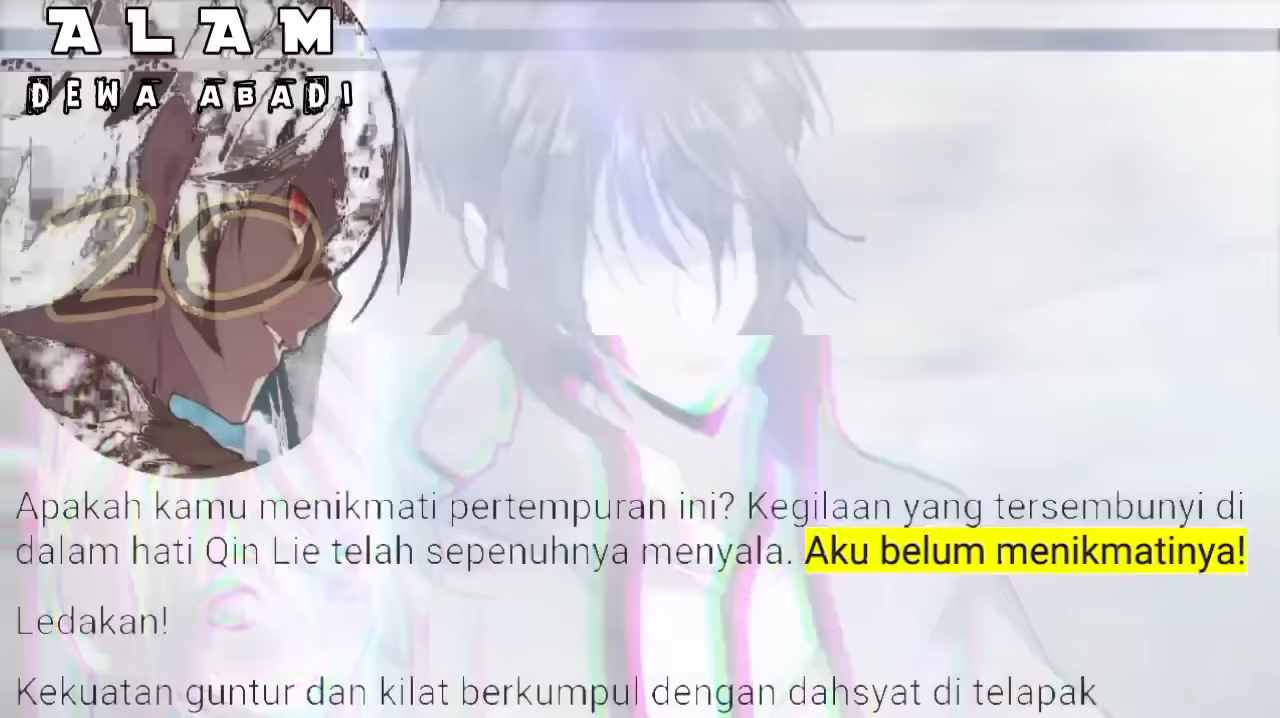 ALAM
DEWA ABADI
20
Apakah kamu menikmati pertempuran ini? Kegilaan yang tersembunyi di
dalam hati Qin Lie telah sepenuhnya menyala. Aku belum menikmatinya!
Ledakan!
Kekuatan guntur dan kilat berkumpul dengan dahsyat di telapak